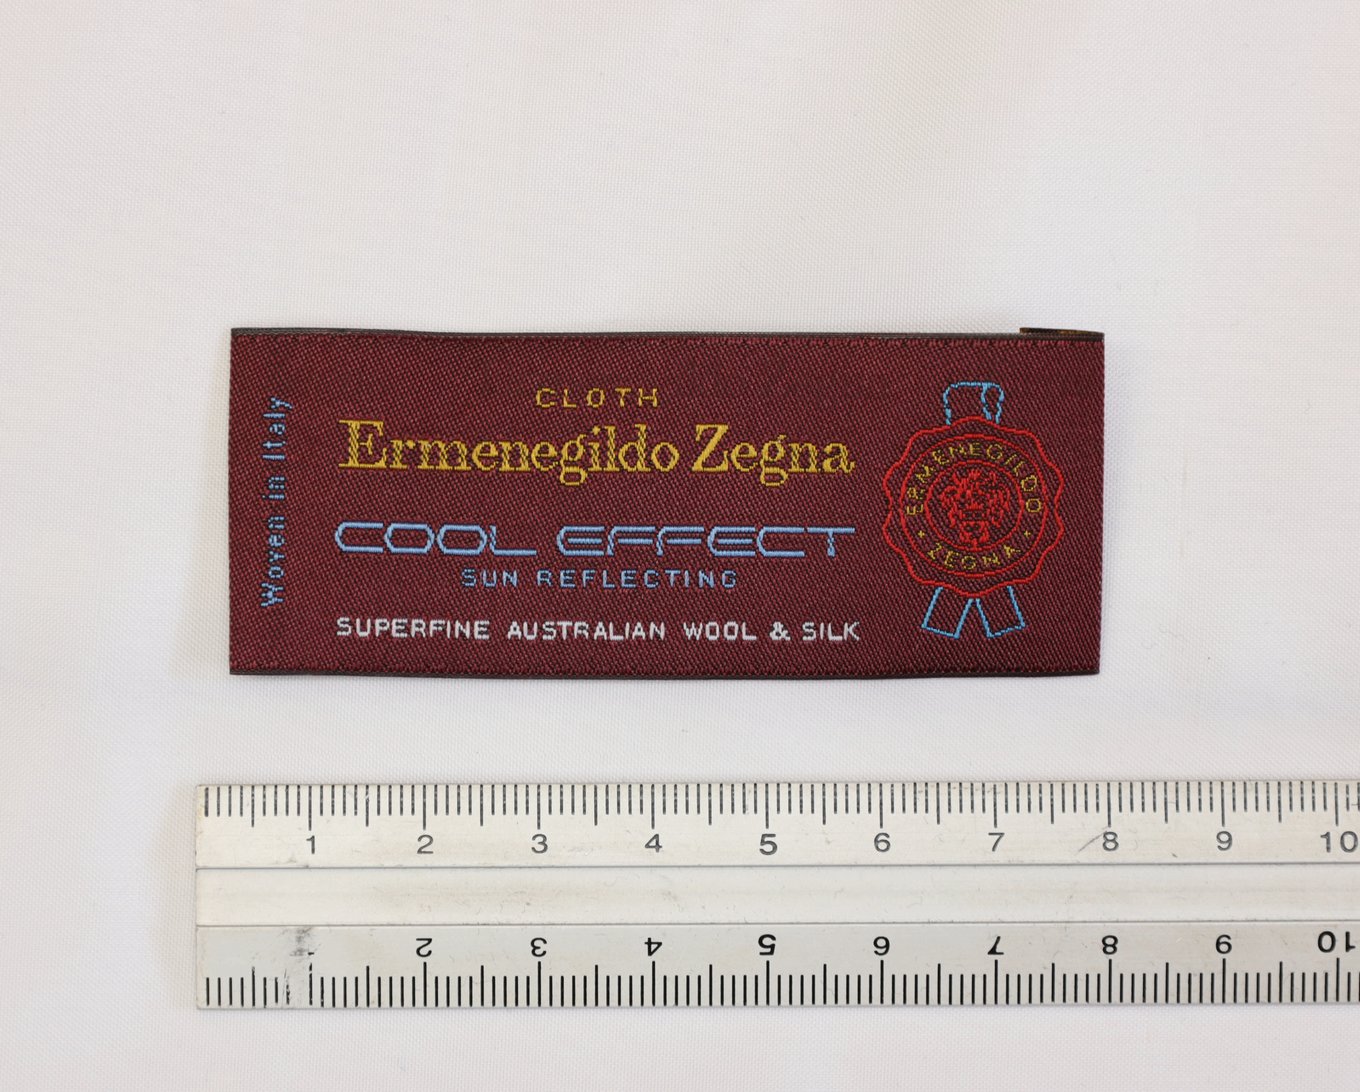 Woven in Italy
CLOTH
Ermenegildo Zegna
COOL EFFECT
SUN REFLECTING
SUPERFINE AUSTRALIAN WOOL & SILK
ERMENEGILDO
ZEGNA
1 2 3 4 5 6 7 8 9 10
1 2 3 4 5 6 7 8 9 10